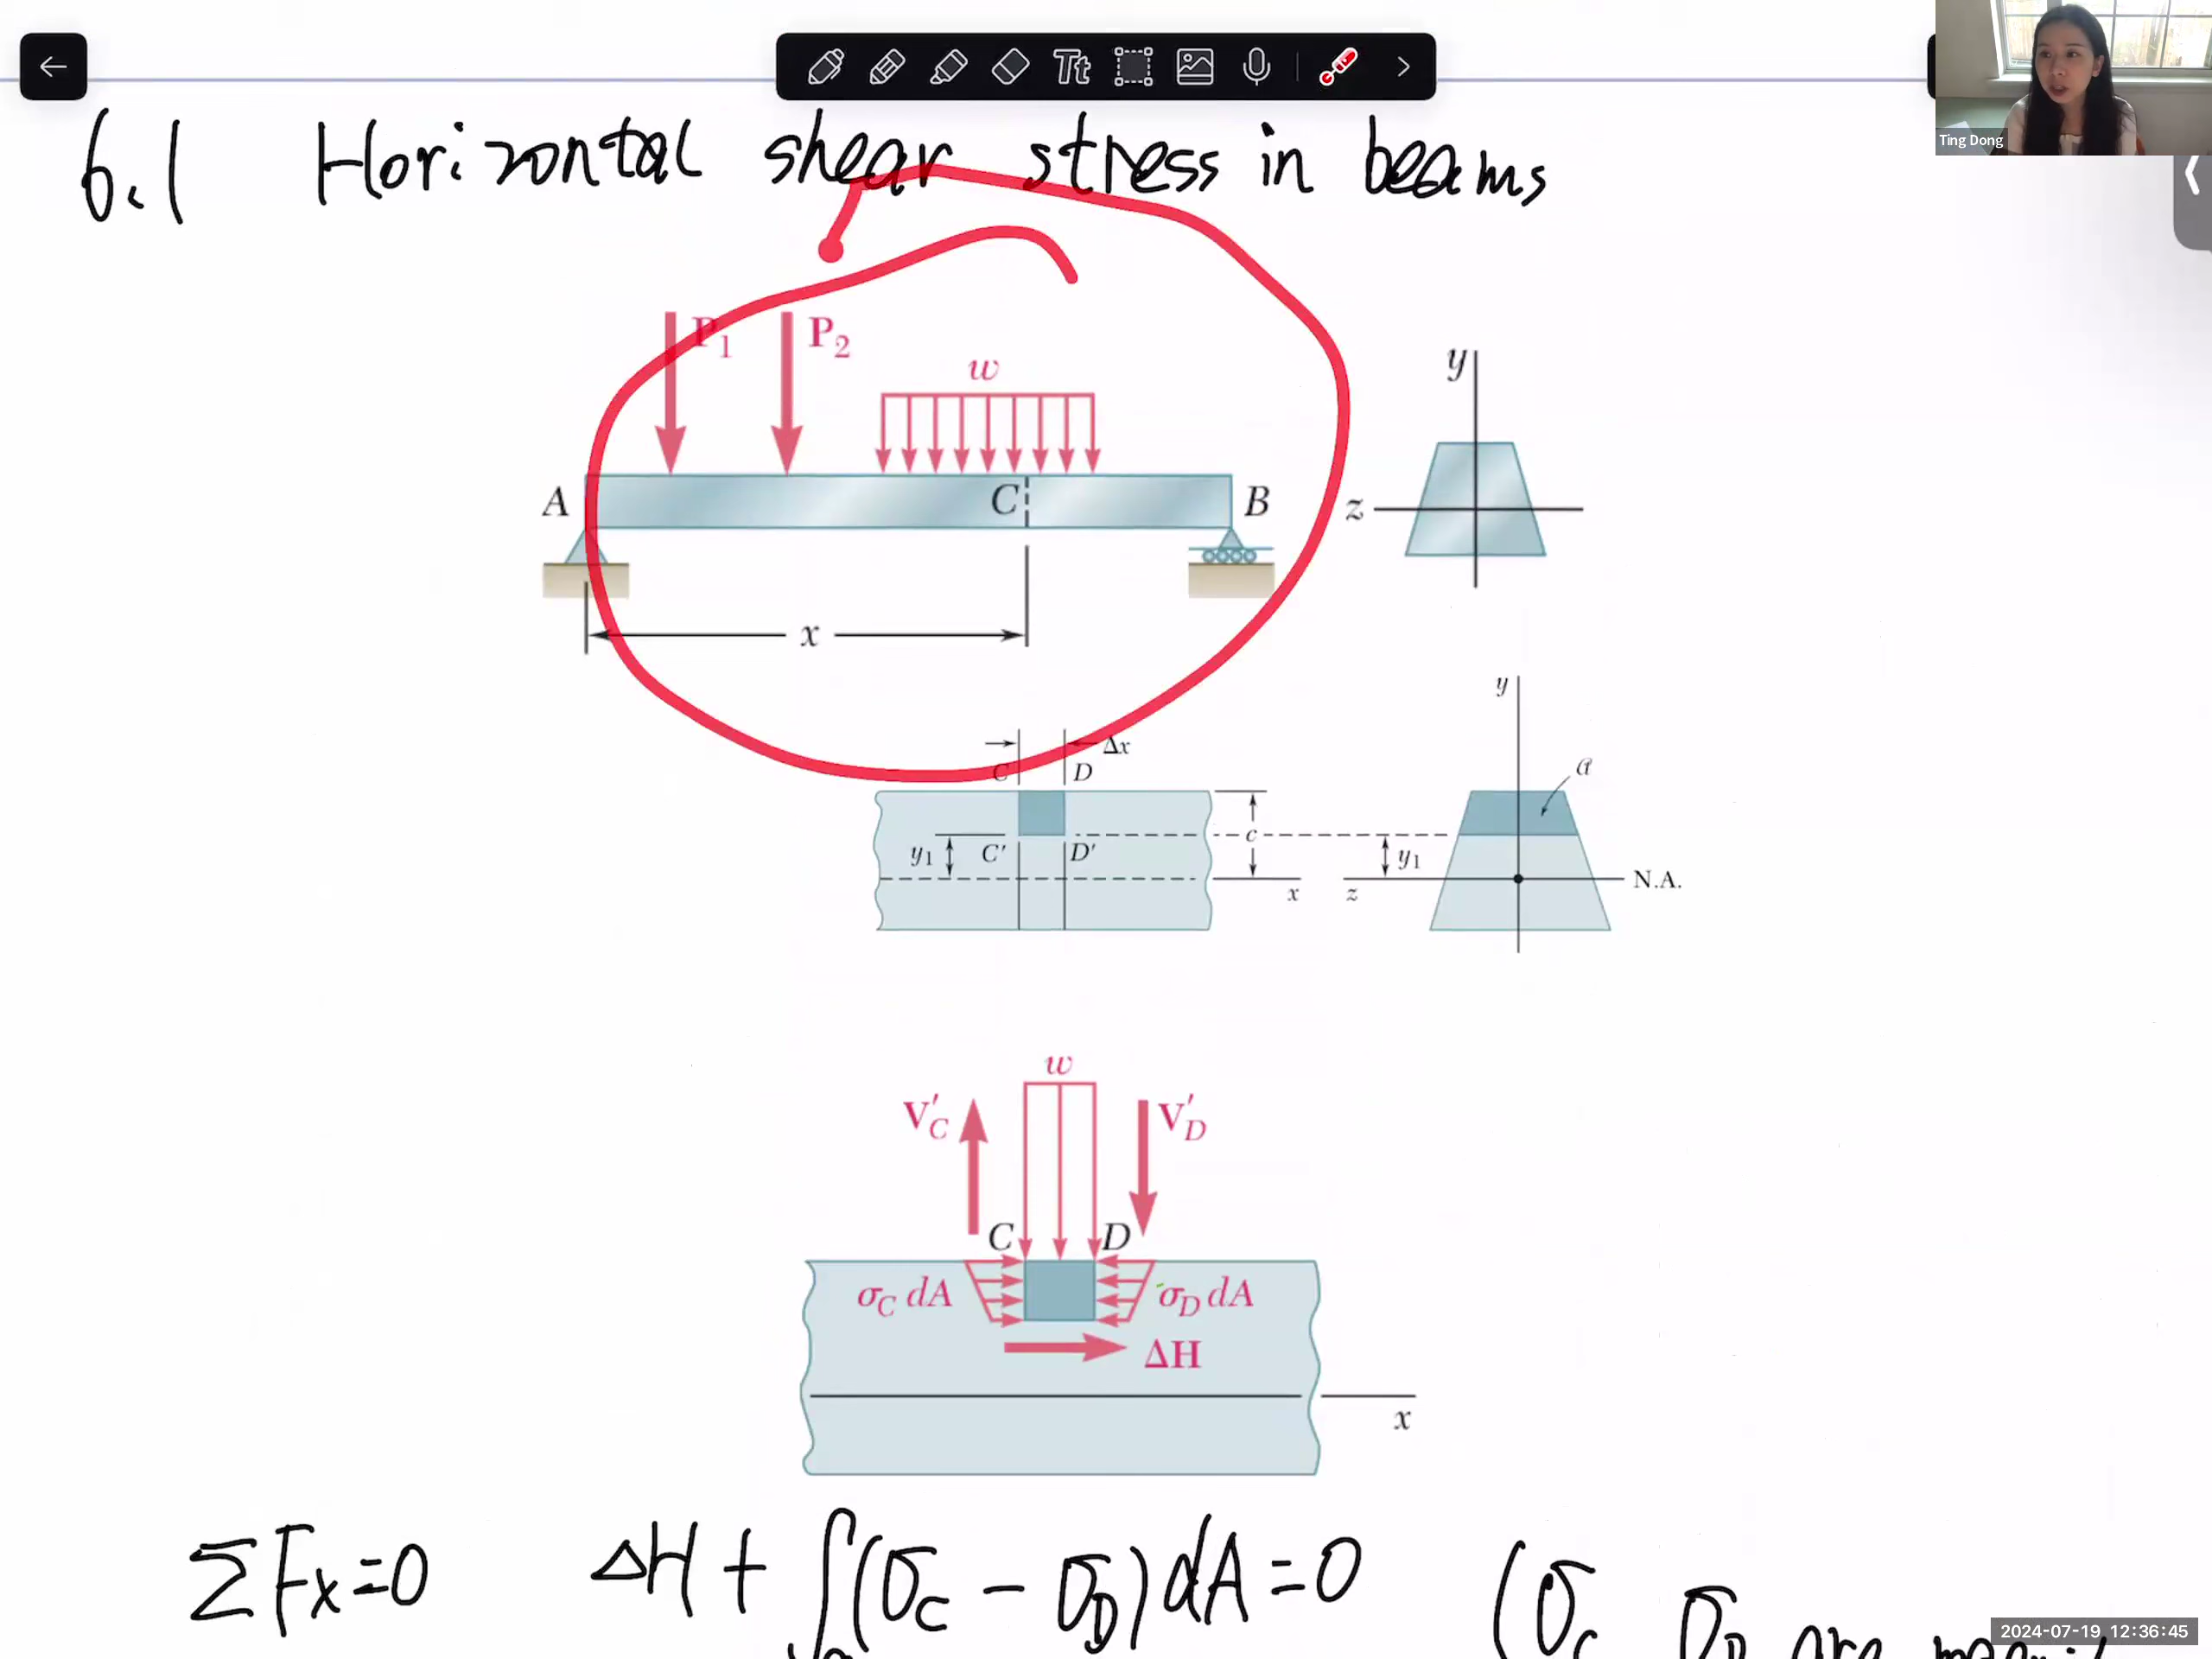 Tt
Ting Dong
6.1 Horizontal shear stress in beams
P1 P2
w
y
A C B
z
x
y
Δx
C D
a
y1 C' D' c y1
x z N.A.
w
V'C V'D
C D
σC dA σD dA
ΔH
x
ΣFx=0 ΔH + ∫(σC - σD) dA = 0 (σC σD are
2024-07-19 12:36:45